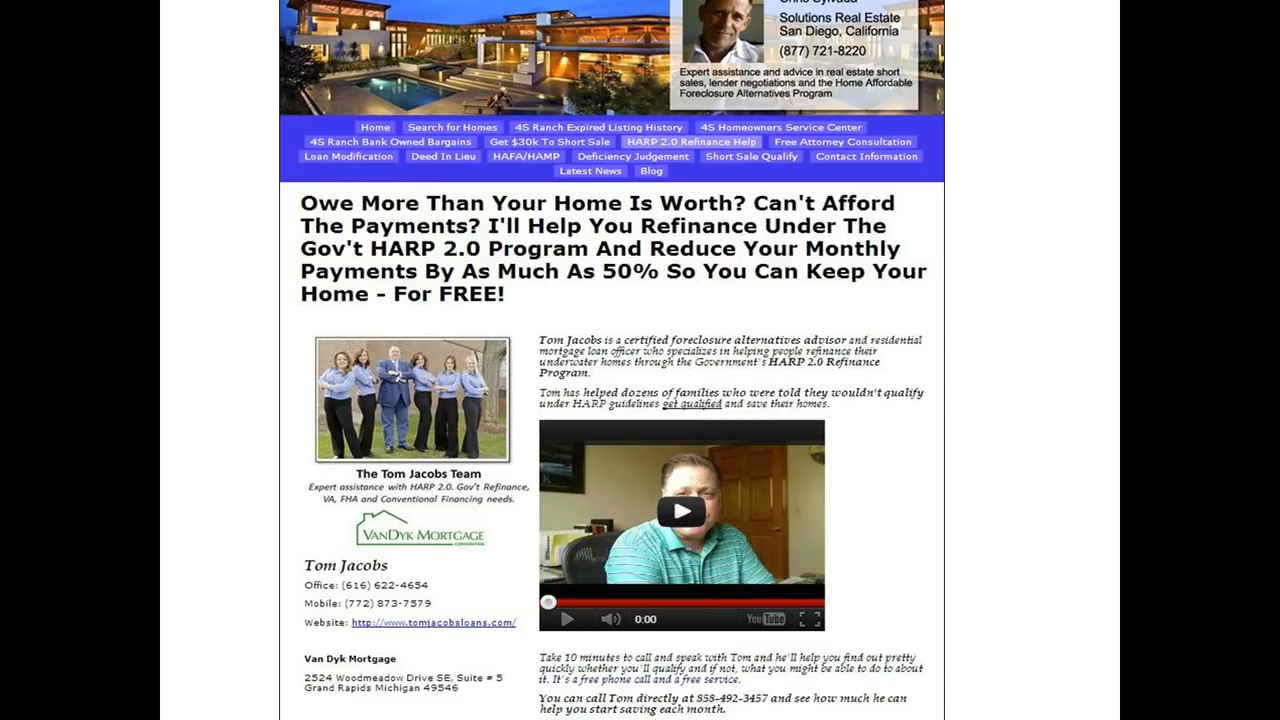 Chris Sylvada
Solutions Real Estate
San Diego, California
(877) 721-8220
Expert assistance and advice in real estate short
sales, lender negotiations and the Home Affordable
Foreclosure Alternatives Program
Home Search for Homes 4S Ranch Expired Listing History 4S Homeowners Service Center
4S Ranch Bank Owned Bargains Get $30k To Short Sale HARP 2.0 Refinance Help Free Attorney Consultation
Loan Modification Deed In Lieu HAFA/HAMP Deficiency Judgement Short Sale Qualify Contact Information
Latest News Blog
Owe More Than Your Home Is Worth? Can't Afford
The Payments? I'll Help You Refinance Under The
Gov't HARP 2.0 Program And Reduce Your Monthly
Payments By As Much As 50% So You Can Keep Your
Home - For FREE!
The Tom Jacobs Team
Expert assistance with HARP 2.0. Gov't Refinance,
VA, FHA and Conventional Financing needs.
VANDYK MORTGAGE
CORPORATION
Tom Jacobs
Office: (616) 622-4654
Mobile: (772) 873-7579
Website: http://www.tomjacobsloans.com/
Van Dyk Mortgage
2524 Woodmeadow Drive SE, Suite # 5
Grand Rapids Michigan 49546
Tom Jacobs is a certified foreclosure alternatives advisor and residential
mortgage loan officer who specializes in helping people refinance their
underwater homes through the Government's HARP 2.0 Refinance
Program.
Tom has helped dozens of families who were told they wouldn't qualify
under HARP guidelines get qualified and save their homes.
0:00
YouTube
Take 10 minutes to call and speak with Tom and he'll help you find out pretty
quickly whether you'll qualify and if not, what you might be able to do to about
it. It's a free phone call and a free service.
You can call Tom directly at 858-492-3457 and see how much he can
help you start saving each month.